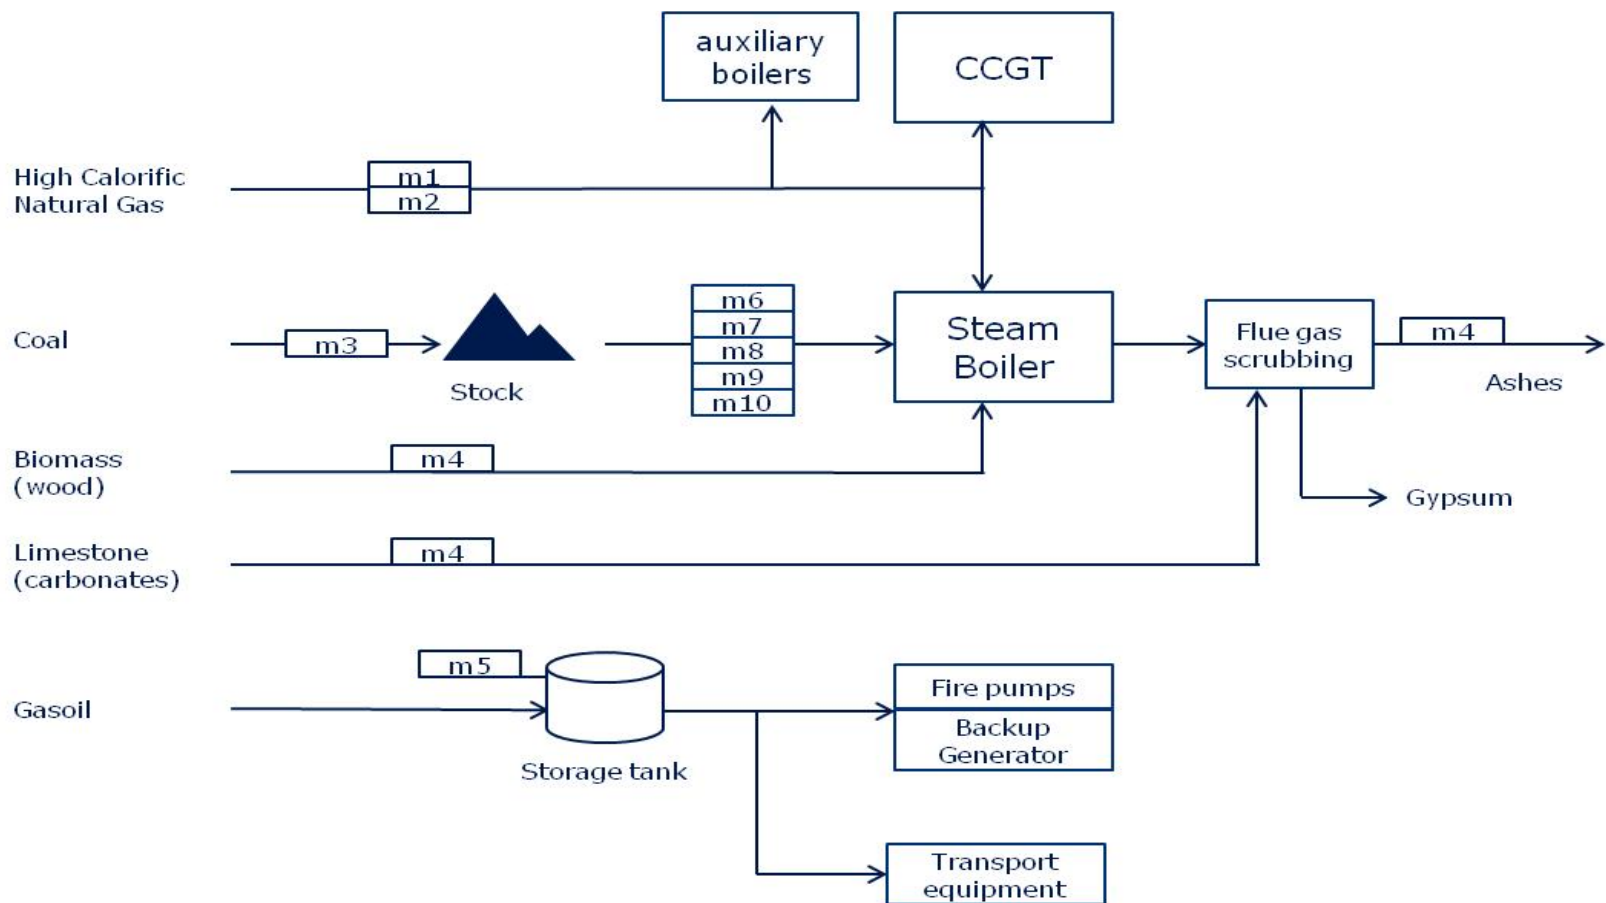 auxiliary
boilers
CCGT
High Calorific
Natural Gas
m1
m2
Coal
m3
Stock
m6
m7
m8
m9
m10
Steam
Boiler
Flue gas
scrubbing
m4
Ashes
Biomass
(wood)
m4
Gypsum
Limestone
(carbonates)
m4
Gasoil
m5
Storage tank
Fire pumps
Backup
Generator
Transport
equipment